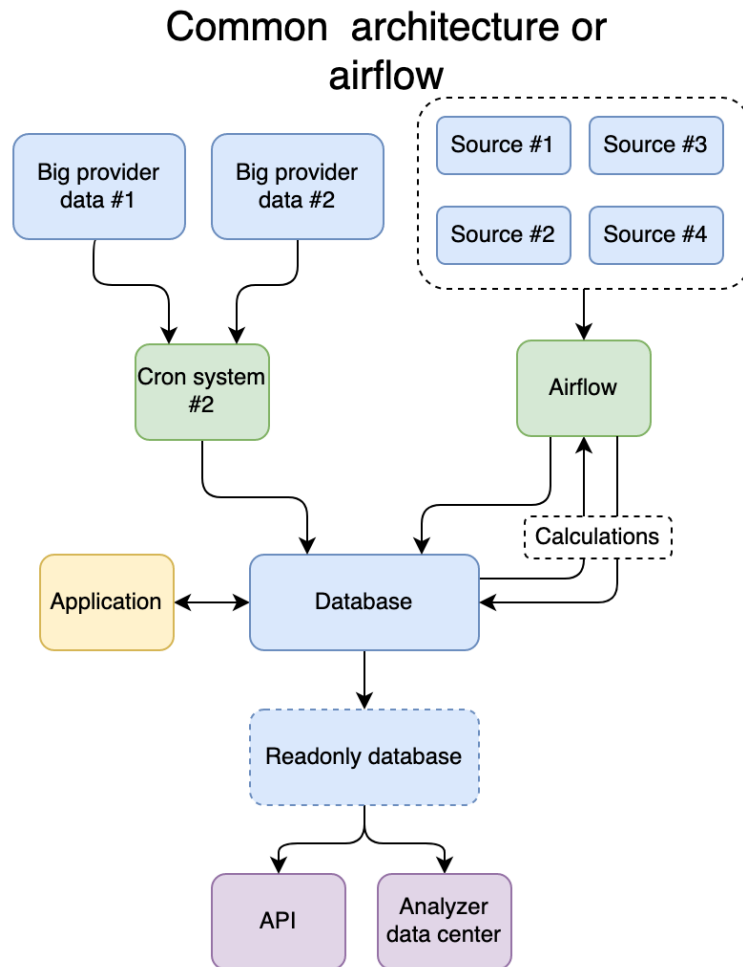 Common architecture or
airflow
Big provider
data #1
Big provider
data #2
Source #1
Source #3
Source #2
Source #4
Cron system
#2
Airflow
Calculations
Application
Database
Readonly database
API
Analyzer
data center